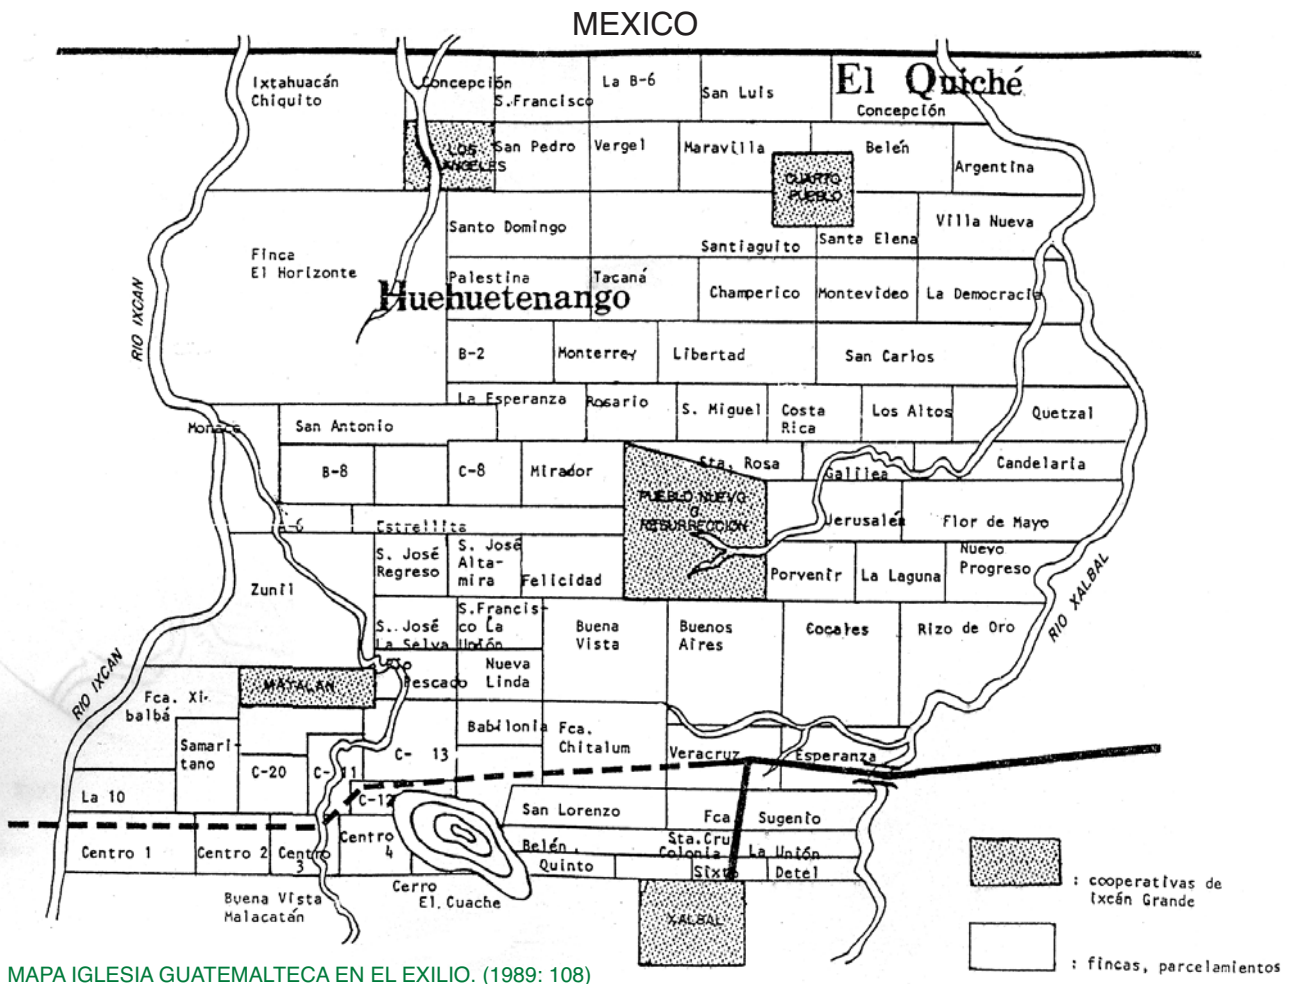 MEXICO
Ixtahuacán
Chiquito
Concepción
S.Francisco
La B-6
San Luis
El Quiché
Concepción
LOS
ANGELES
San Pedro
Vergel
Maravilla
CUARTO
PUEBLO
Belén
Argentina
Santo Domingo
Santiaguito
Santa Elena
Villa Nueva
Finca
El Horizonte
Palestina
Tacaná
Champerico
Montevideo
La Democracia
Huehuetenango
RIO IXCAN
B-2
Monterrey
Libertad
San Carlos
La Esperanza
Rosario
S. Miguel
Costa
Rica
Los Altos
Quetzal
Monaco
San Antonio
B-8
C-8
Mirador
Sta, Rosa
Galilea
Candelaria
PUEBLO NUEVO
O
RESURRECCIÓN
-6
Estrellita
Jerusalén
Flor de Mayo
S. José
Regreso
S. José
Alta-
mira
Felicidad
Porvenir
La Laguna
Nuevo
Progreso
Zunil
S. José
La Selva
S.Francis-
co La
Unión
Buena
Vista
Buenos
Aires
Cocales
Rizo de Oro
RIO XALBAL
RIO IXCAN
MAYALAN
Río
Pescado
Nueva
Linda
Fca. Xi-
balbá
Samari-
tano
C-20
C-11
C- 13
Babilonia
Fca.
Chitalum
Veracruz
Esperanza
La 10
C-12
San Lorenzo
Fca
Sugenio
Centro 1
Centro 2
Centro
3
Centro
4
Belén
Quinto
Sta.Cru
Colonia
La Unión
Sixto
Detel
Buena Vista
Malacatán
Cerro
El Cuache
XALBAL
: cooperativas de
Ixcán Grande
: fincas, parcelamientos
MAPA IGLESIA GUATEMALTECA EN EL EXILIO. (1989: 108)